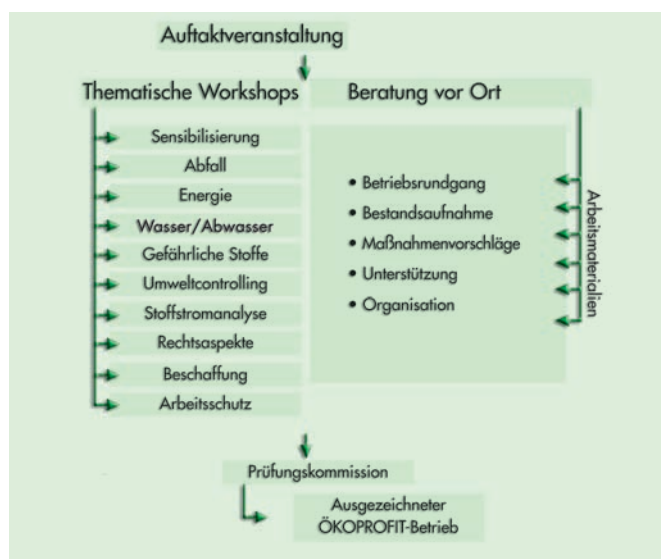 Auftaktveranstaltung
Thematische Workshops
Sensibilisierung
Abfall
Energie
Wasser/Abwasser
Gefährliche Stoffe
Umweltcontrolling
Stoffstromanalyse
Rechtsaspekte
Beschaffung
Arbeitsschutz
Beratung vor Ort
• Betriebsrundgang
• Bestandsaufnahme
• Maßnahmenvorschläge
• Unterstützung
• Organisation
Arbeitsmaterialien
Prüfungskommission
Ausgezeichneter
ÖKOPROFIT-Betrieb